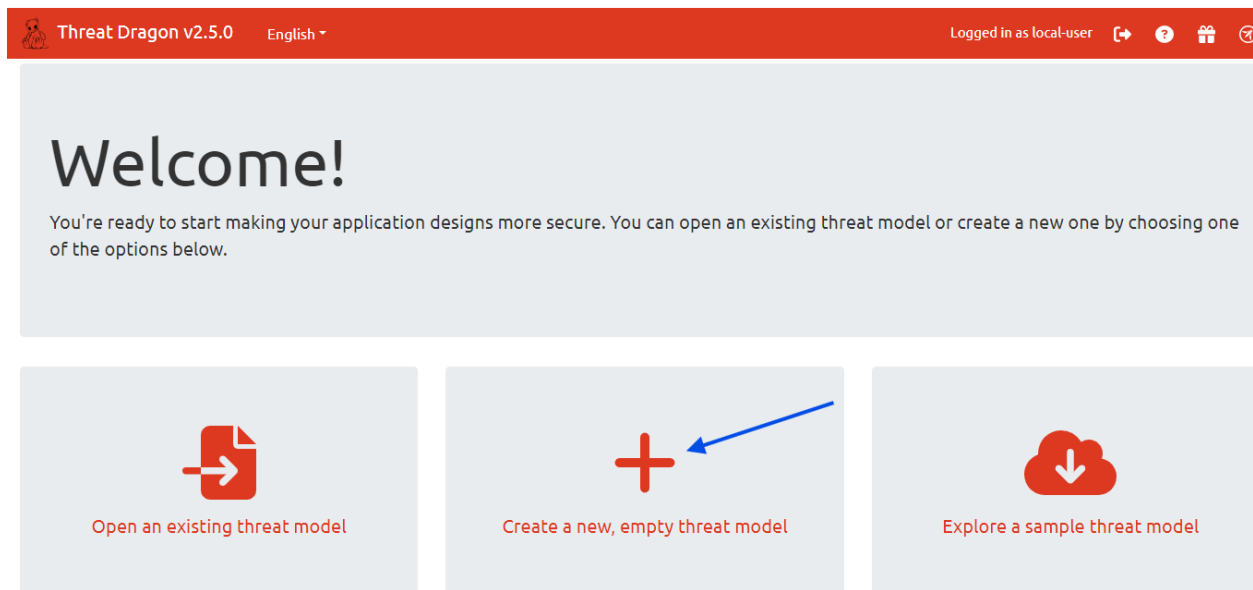 Threat Dragon v2.5.0 English Logged in as local-user
Welcome!
You're ready to start making your application designs more secure. You can open an existing threat model or create a new one by choosing one
of the options below.
Open an existing threat model
Create a new, empty threat model
Explore a sample threat model